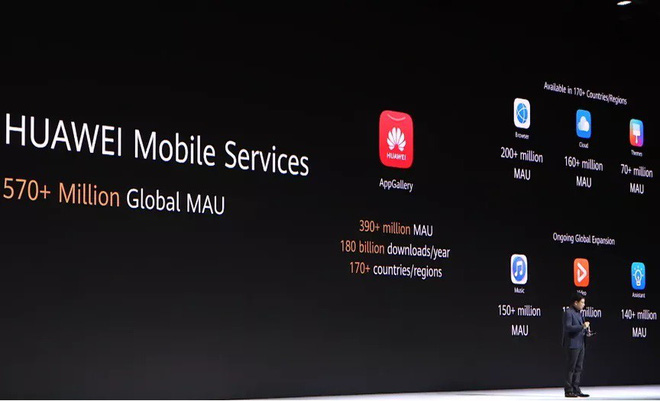 HUAWEI Mobile Services
570+ Million Global MAU
HUAWEI
AppGallery
390+ million MAU
180 billion downloads/year
170+ countries/regions
Available in 170+ Countries/Regions
Browser
200+ million
MAU
Cloud
160+ million
MAU
Themes
70+ million
MAU
Ongoing Global Expansion
Music
150+ million
MAU
million
Assistant
140+ million
MAU